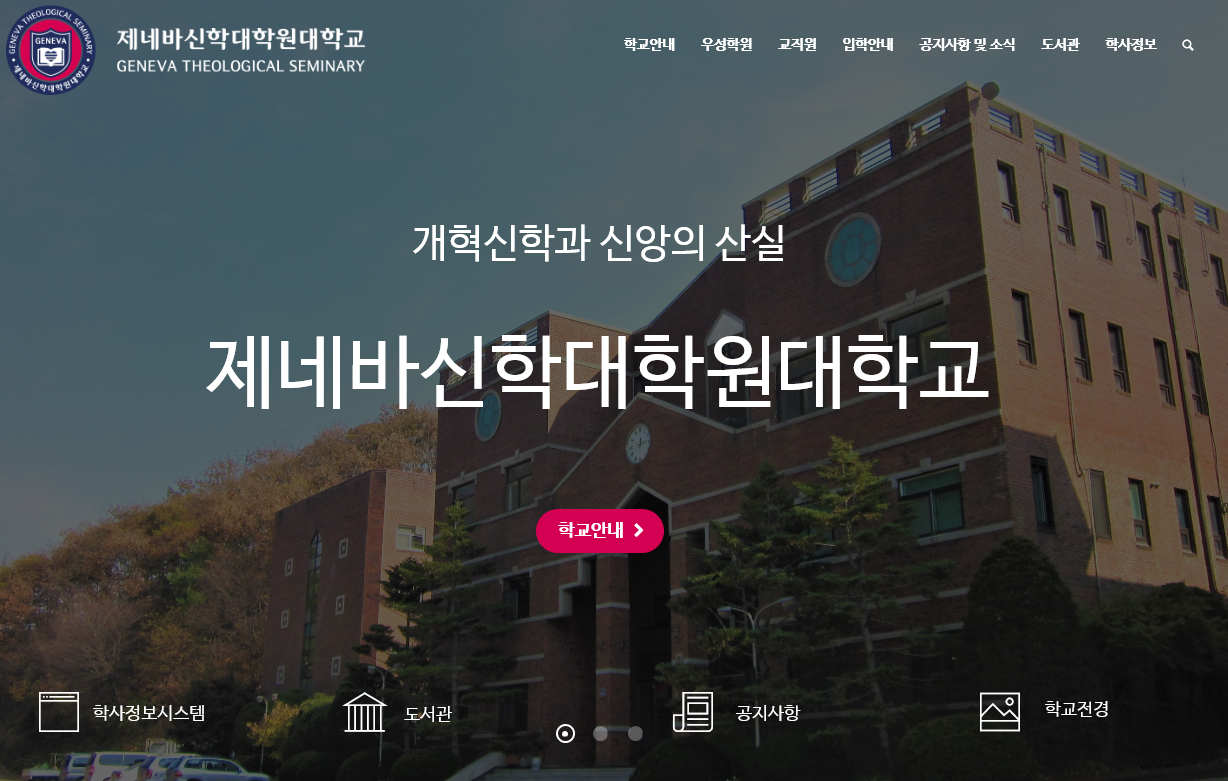 GENEVA THEOLOGICAL SEMINARY
GENEVA
제네바신학대학원대학교
제네바신학대학원대학교
GENEVA THEOLOGICAL SEMINARY
학교안내 우성학원 교직원 입학안내 공지사항 및 소식 도서관 학사정보
개혁신학과 신앙의 산실
제네바신학대학원대학교
학교안내
학사정보시스템 도서관 공지사항 학교전경